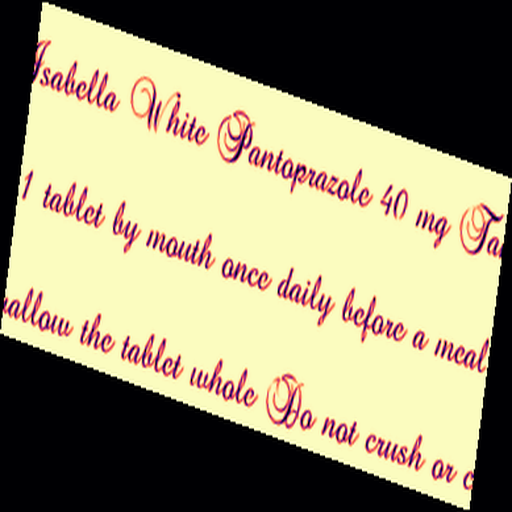 Isabella White Pantoprazole 40 mg
1 tablet by mouth once daily before a meal
the tablet whole Do not crush or